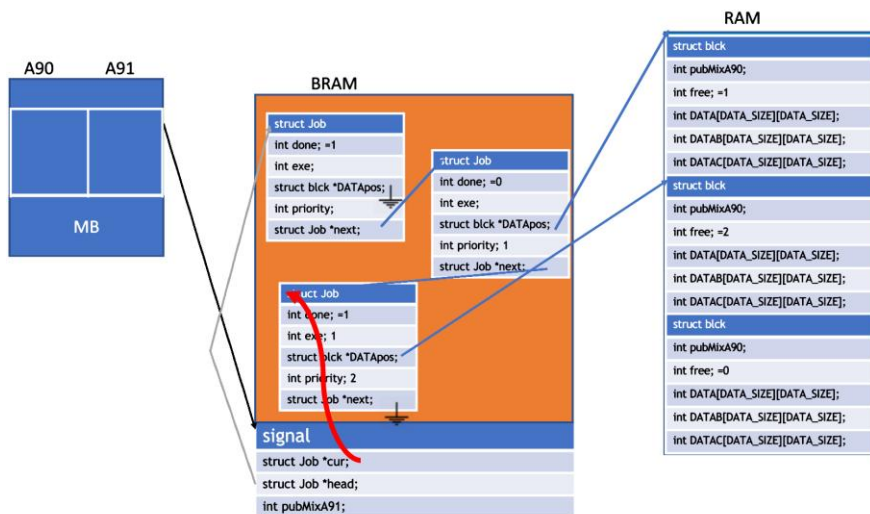 A90 A91
MB
BRAM
struct Job
int done; =1
int exe;
struct blck *DATApos;
int priority;
struct Job *next;
struct Job
int done; =0
int exe;
struct blck *DATApos;
int priority; 1
struct Job *next;
struct Job
int done; =1
int exe; 1
struct blck *DATApos;
int priority; 2
struct Job *next;
signal
struct Job *cur;
struct Job *head;
int pubMixA91;
RAM
struct blck
int pubMixA90;
int free; =1
int DATA[DATA_SIZE][DATA_SIZE];
int DATAB[DATA_SIZE][DATA_SIZE];
int DATAC[DATA_SIZE][DATA_SIZE];
struct blck
int pubMixA90;
int free; =2
int DATA[DATA_SIZE][DATA_SIZE];
int DATAB[DATA_SIZE][DATA_SIZE];
int DATAC[DATA_SIZE][DATA_SIZE];
struct blck
int pubMixA90;
int free; =0
int DATA[DATA_SIZE][DATA_SIZE];
int DATAB[DATA_SIZE][DATA_SIZE];
int DATAC[DATA_SIZE][DATA_SIZE];